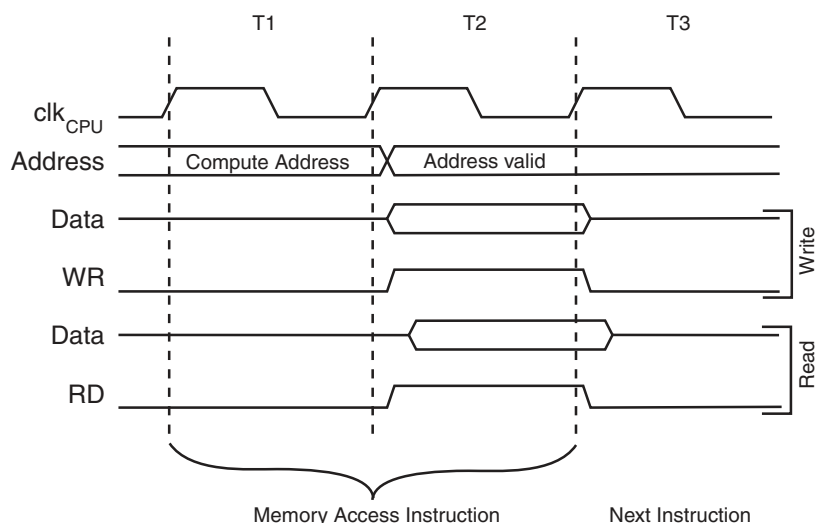 T1 T2 T3
clkCPU
Address Compute Address Address valid
Data
WR
Write
Data
RD
Read
Memory Access Instruction Next Instruction